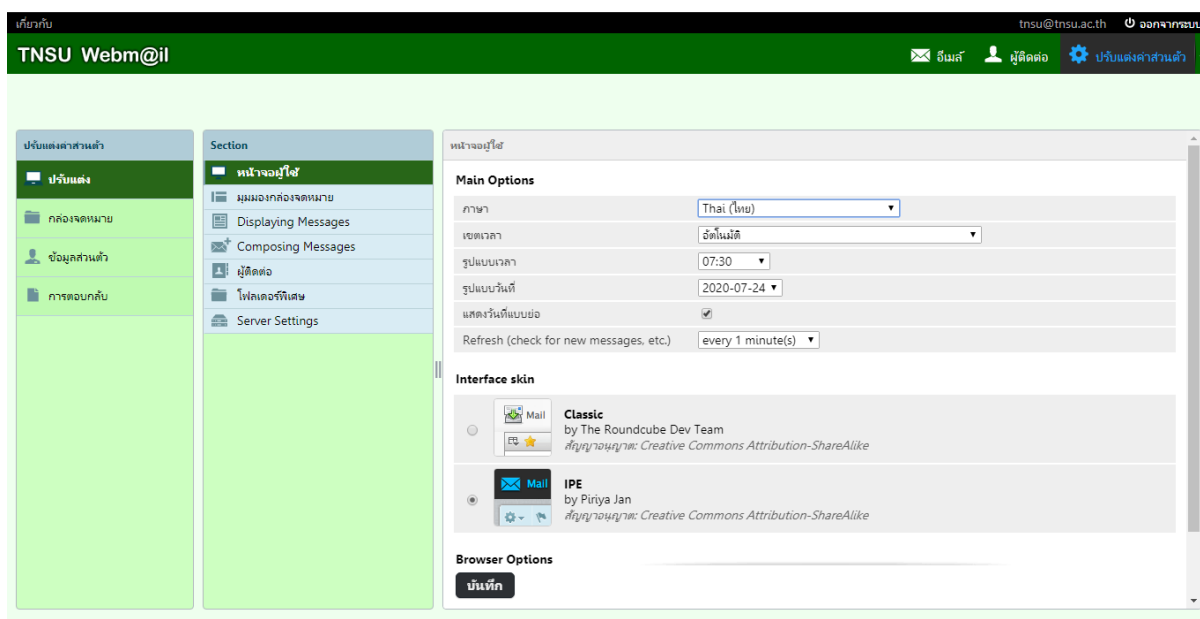 เกี่ยวกับ
tnsu@tnsu.ac.th ออกจากระบบ
TNSU Webm@il
อีเมล์ ผู้ติดต่อ ปรับแต่งค่าส่วนตัว
ปรับแต่งค่าส่วนตัว
ปรับแต่ง
กล่องจดหมาย
ข้อมูลส่วนตัว
การตอบกลับ
Section
หน้าจอผู้ใช้
มุมมองกล่องจดหมาย
Displaying Messages
Composing Messages
ผู้ติดต่อ
โฟลเดอร์พิเศษ
Server Settings
หน้าจอผู้ใช้
Main Options
ภาษา Thai (ไทย)
เขตเวลา อัตโนมัติ
รูปแบบเวลา 07:30
รูปแบบวันที่ 2020-07-24
แสดงวันที่แบบย่อ
Refresh (check for new messages, etc.) every 1 minute(s)
Interface skin
Mail
Classic
by The Roundcube Dev Team
สัญญาอนุญาต: Creative Commons Attribution-ShareAlike
Mail
IPE
by Piriya Jan
สัญญาอนุญาต: Creative Commons Attribution-ShareAlike
Browser Options
บันทึก